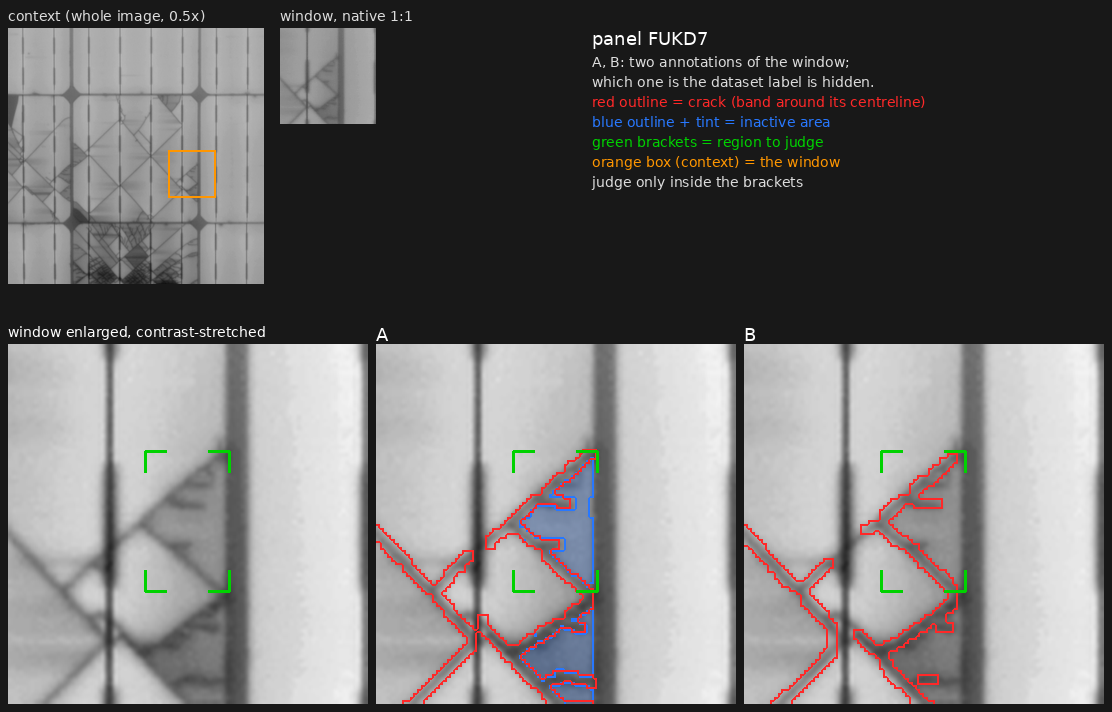 context (whole image, 0.5x)
window, native 1:1
panel FUKD7
A, B: two annotations of the window;
which one is the dataset label is hidden.
red outline = crack (band around its centreline)
blue outline + tint = inactive area
green brackets = region to judge
orange box (context) = the window
judge only inside the brackets
window enlarged, contrast-stretched
A
B